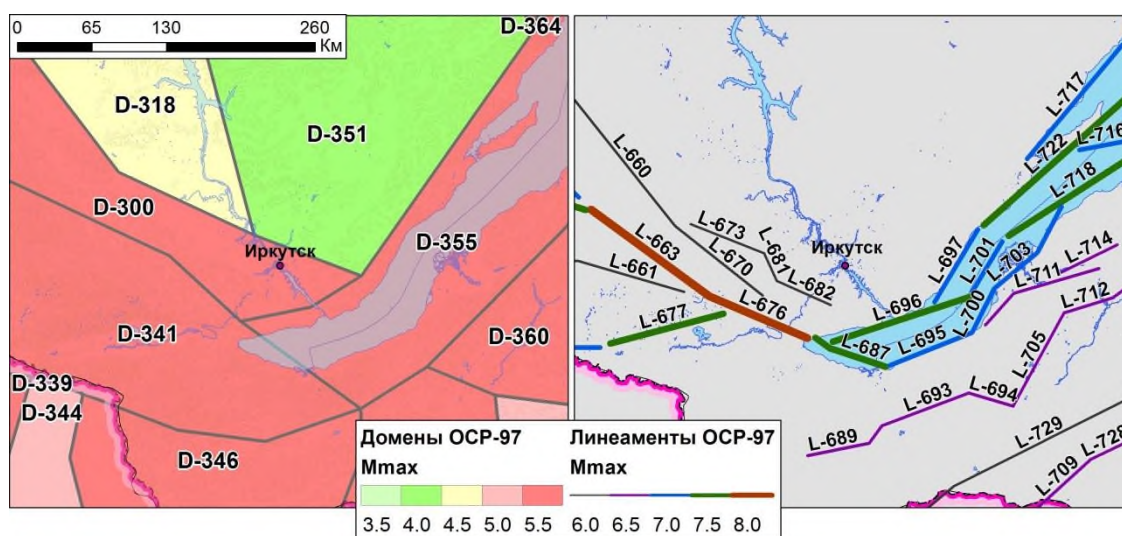 0 65 130 260
Км
D-364
D-318
D-351
D-300
D-355
Иркутск
D-341
D-360
D-339
D-344
D-346
L-717
L-722
L-716
L-718
L-660
L-673
L-687
L-663
L-670
L-682
L-661
Иркутск
L-697
L-701
L-703
L-714
L-711
L-712
L-677
L-676
L-696
L-700
L-695
L-687
L-705
L-693
L-694
L-689
L-729
L-728
L-709
Домены ОСР-97
Mmax
3.5 4.0 4.5 5.0 5.5
Линеаменты ОСР-97
Mmax
6.0 6.5 7.0 7.5 8.0